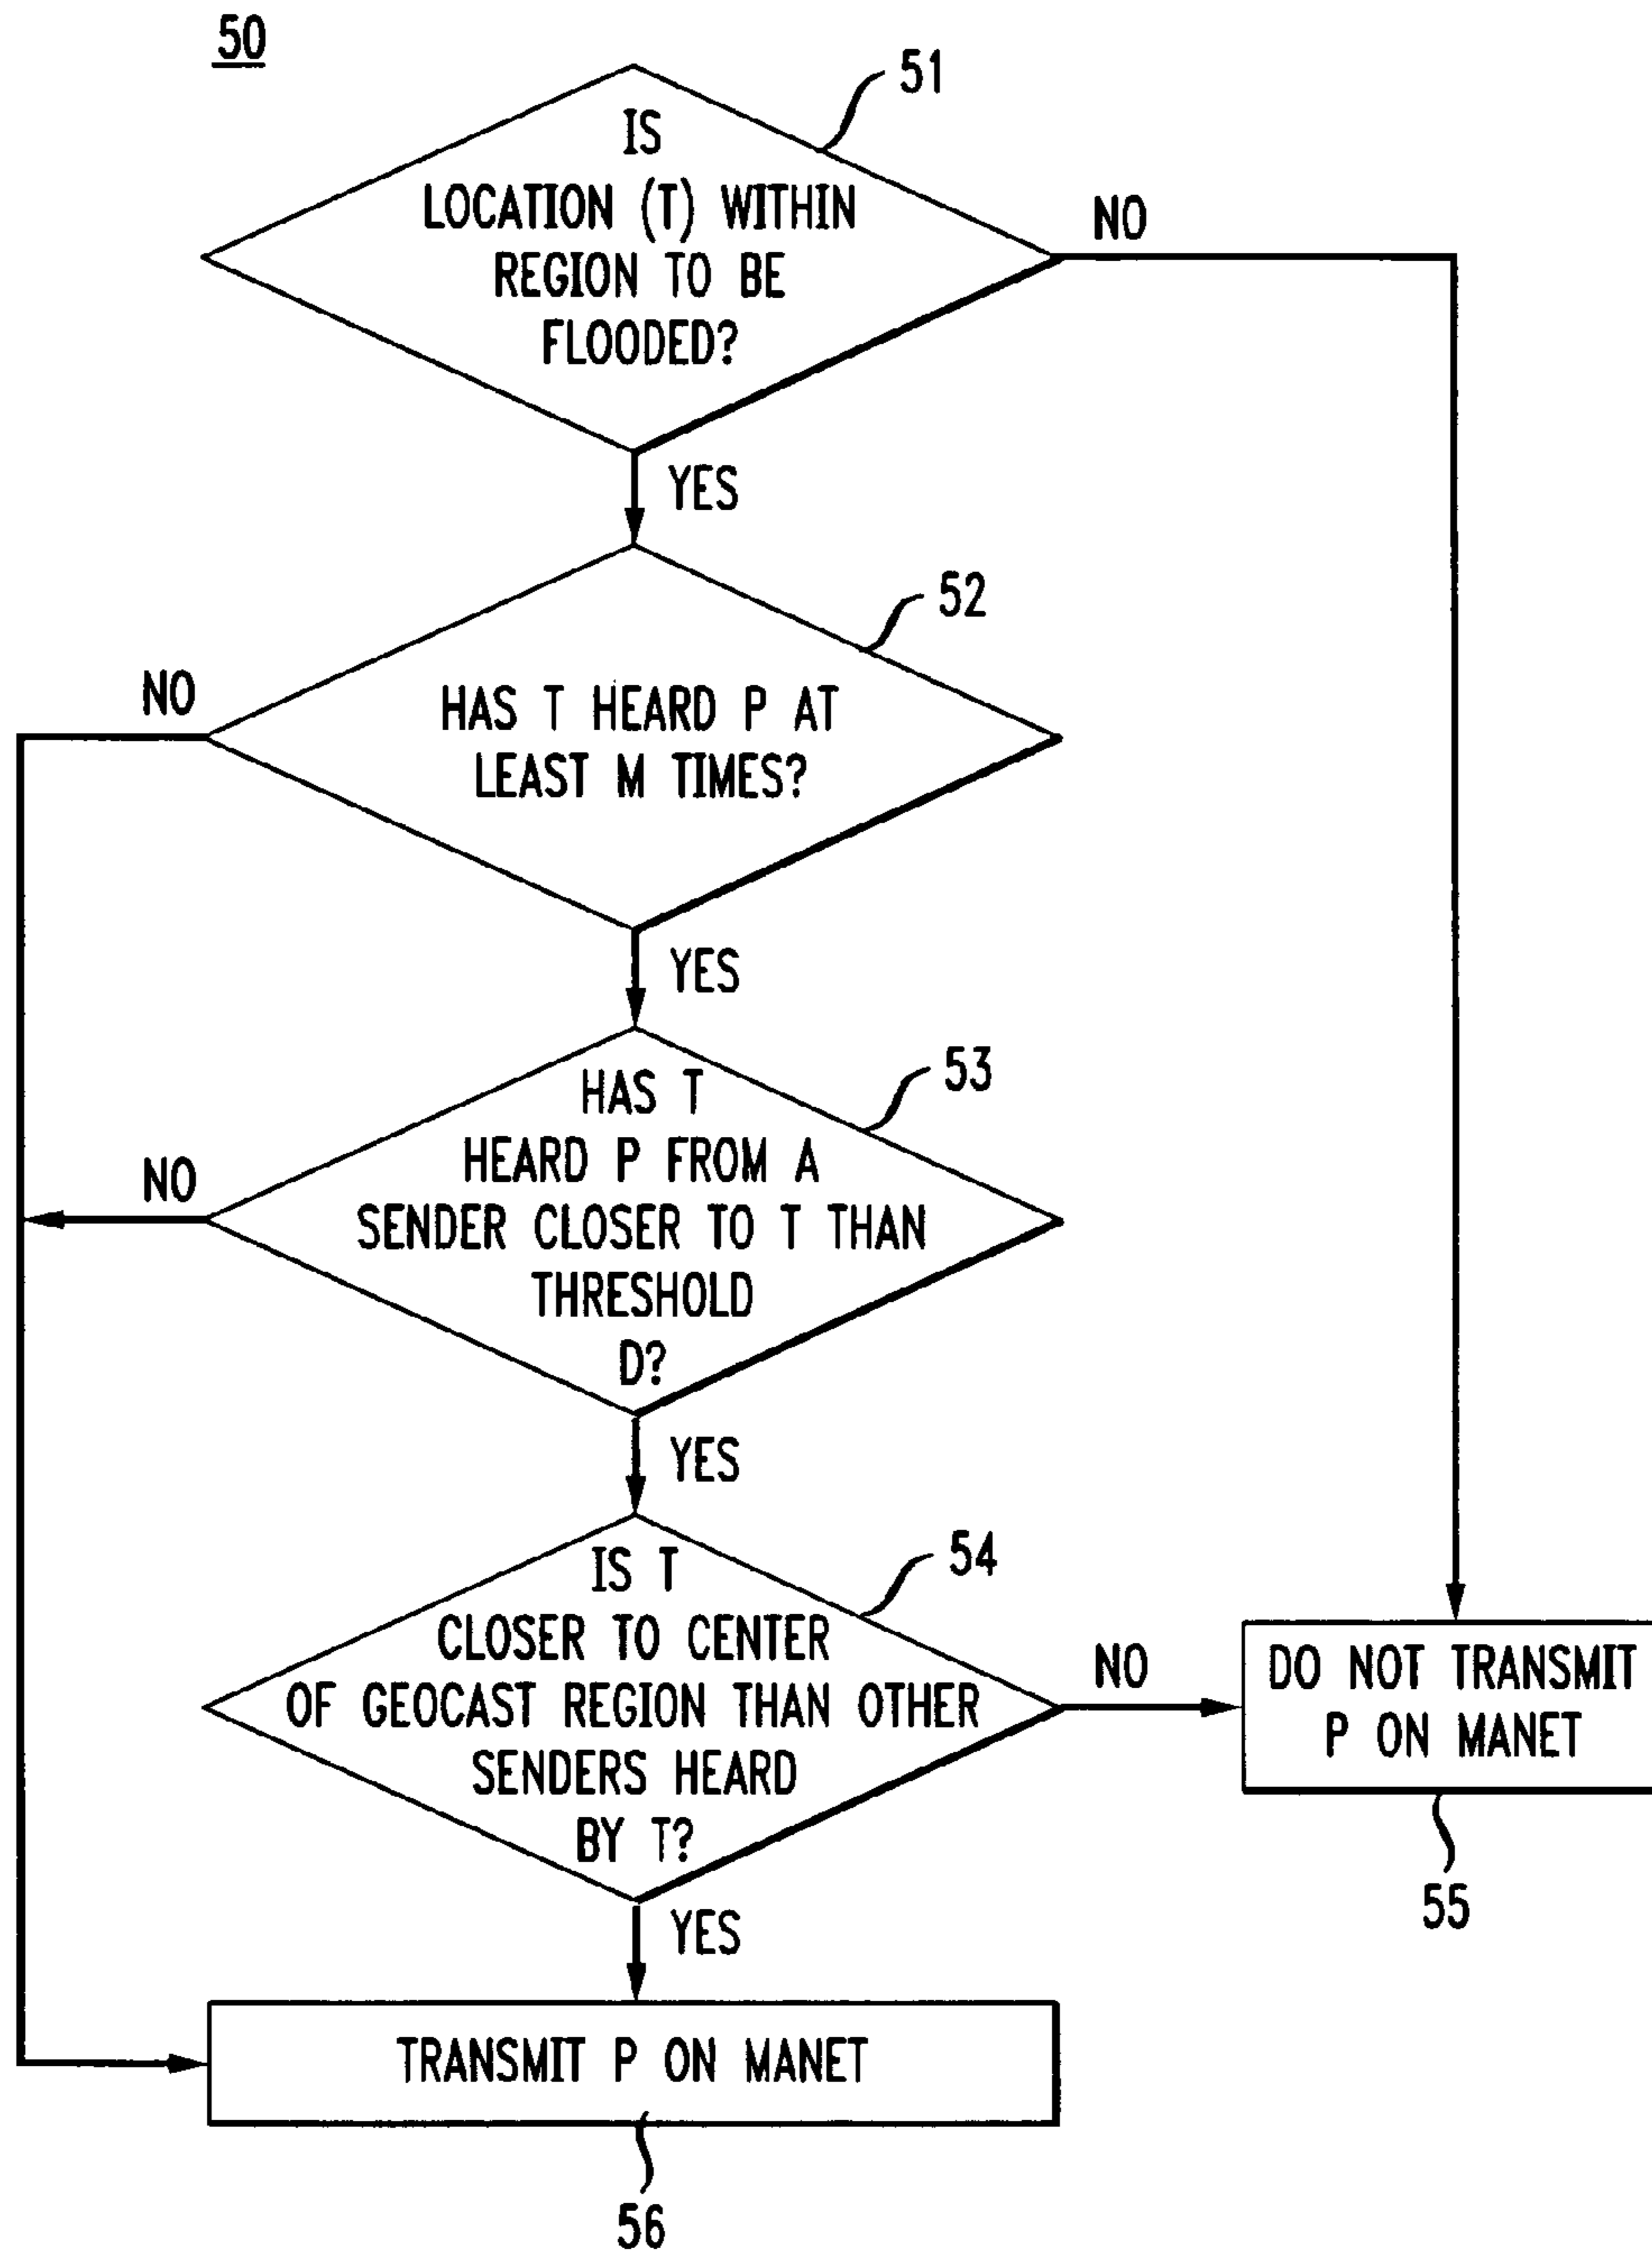 50
51
IS
LOCATION (T) WITHIN
REGION TO BE
FLOODED?
NO
YES
52
NO
HAS T HEARD P AT
LEAST M TIMES?
YES
53
HAS T
HEARD P FROM A
SENDER CLOSER TO T THAN
THRESHOLD
D?
NO
YES
54
IS T
CLOSER TO CENTER
OF GEOCAST REGION THAN OTHER
SENDERS HEARD
BY T?
NO
DO NOT TRANSMIT
P ON MANET
55
YES
TRANSMIT P ON MANET
56